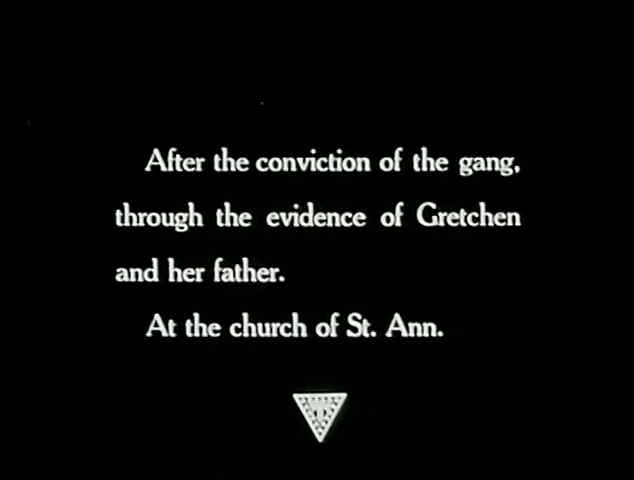 After the conviction of the gang,
through the evidence of Gretchen
and her father.
At the church of St. Ann.